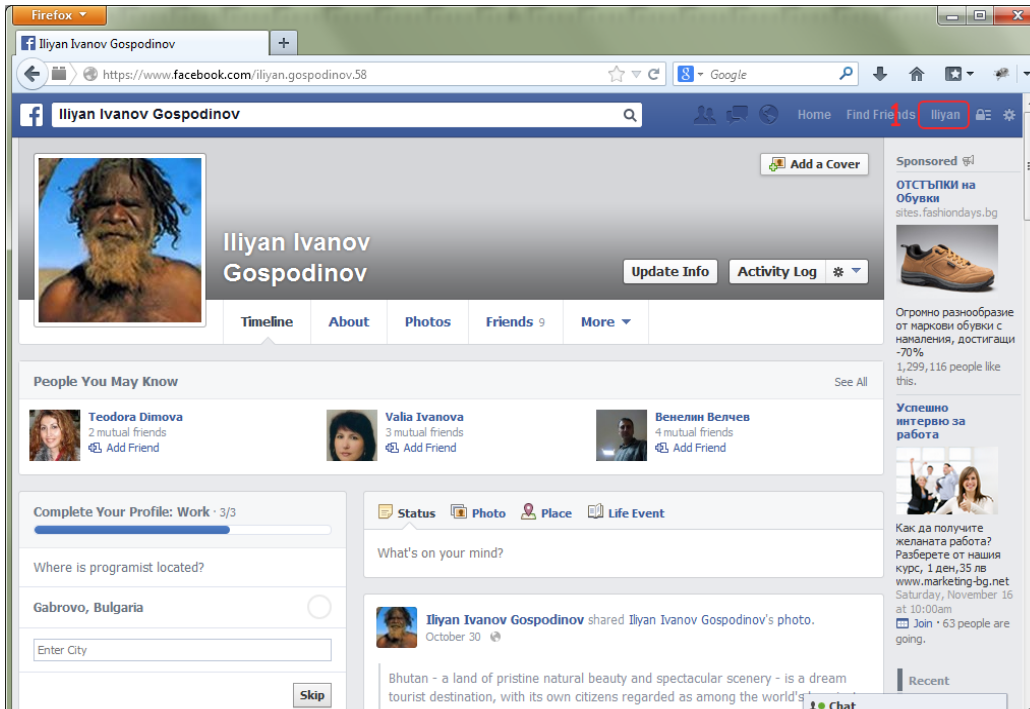 Firefox
Iliyan Ivanov Gospodinov
https://www.facebook.com/iliyan.gospodinov.58
Google
Iliyan Ivanov Gospodinov
Home Find Friends 1 Iliyan
Add a Cover
Iliyan Ivanov
Gospodinov
Update Info Activity Log
Timeline About Photos Friends 9 More
People You May Know See All
Teodora Dimova
2 mutual friends
Add Friend
Valia Ivanova
3 mutual friends
Add Friend
Венелин Велчев
4 mutual friends
Add Friend
Complete Your Profile: Work · 3/3
Where is programist located?
Gabrovo, Bulgaria
Enter City
Skip
Status Photo Place Life Event
What's on your mind?
Iliyan Ivanov Gospodinov shared Iliyan Ivanov Gospodinov's photo.
October 30
Bhutan - a land of pristine natural beauty and spectacular scenery - is a dream
tourist destination, with its own citizens regarded as among the world's
Chat
Sponsored
ОТСТЪПКИ на
Обувки
sites.fashiondays.bg
Огромно разнообразие
от маркови обувки с
намаления, достигащи
-70%
1,299,116 people like
this.
Успешно
интервю за
работа
Как да получите
желаната работа?
Разберете от нашия
курс, 1 ден,35 лв
www.marketing-bg.net
Saturday, November 16
at 10:00am
Join · 63 people are
going.
Recent